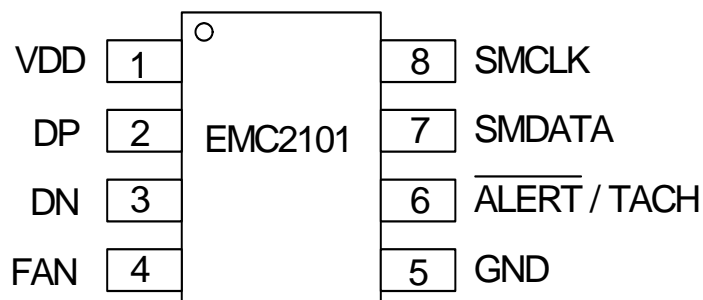 VDD 1 8 SMCLK
DP 2 EMC2101 7 SMDATA
DN 3 6 ALERT / TACH
FAN 4 5 GND